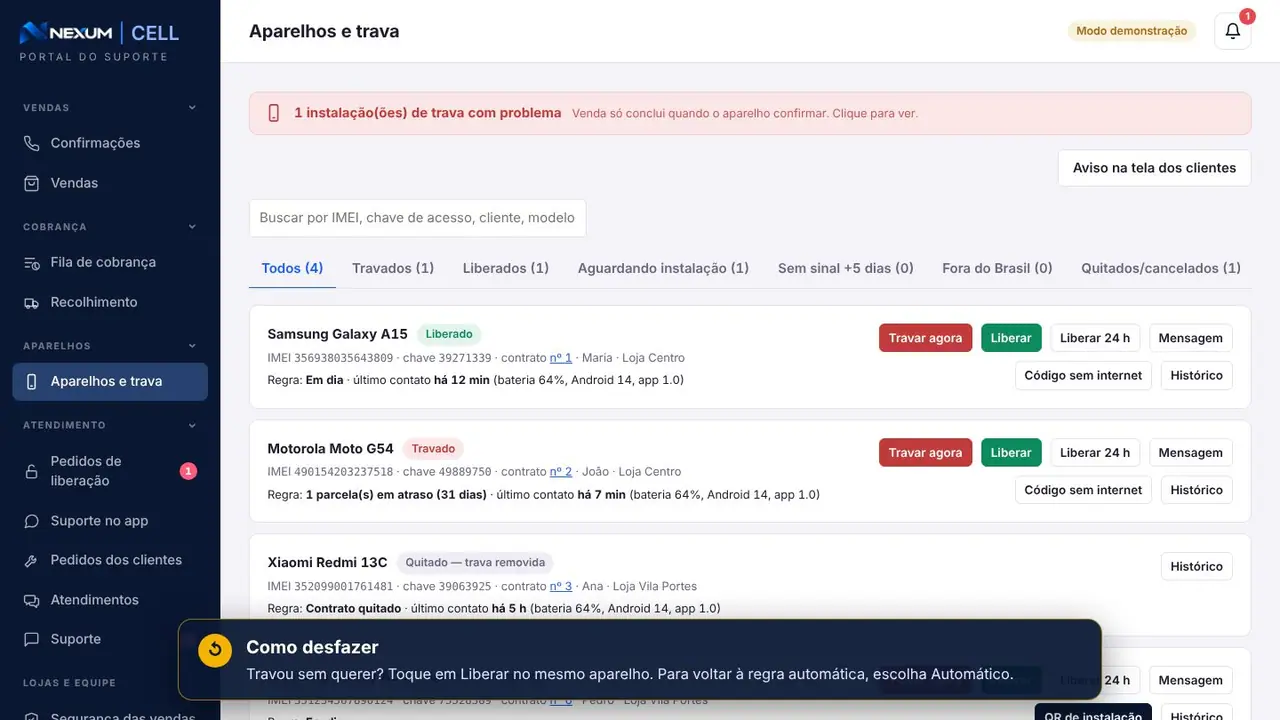 NEXUM | CELL
PORTAL DO SUPORTE
VENDAS
Confirmações
Vendas
COBRANÇA
Fila de cobrança
Recolhimento
APARELHOS
Aparelhos e trava
ATENDIMENTO
Pedidos de
liberação
1
Suporte no app
Pedidos dos clientes
Atendimentos
Suporte
LOJAS E EQUIPE
Segurança das vendas
Aparelhos e trava
Modo demonstração
1
1 instalação(ões) de trava com problema Venda só conclui quando o aparelho confirmar. Clique para ver.
Aviso na tela dos clientes
Buscar por IMEI, chave de acesso, cliente, modelo
Todos (4) Travados (1) Liberados (1) Aguardando instalação (1) Sem sinal +5 dias (0) Fora do Brasil (0) Quitados/cancelados (1)
Samsung Galaxy A15 Liberado
IMEI 356938035643809 · chave 39271339 · contrato nº 1 · Maria · Loja Centro
Regra: Em dia · último contato há 12 min (bateria 64%, Android 14, app 1.0)
Travar agora Liberar Liberar 24 h Mensagem
Código sem internet Histórico
Motorola Moto G54 Travado
IMEI 490154203237518 · chave 49889750 · contrato nº 2 · João · Loja Centro
Regra: 1 parcela(s) em atraso (31 dias) · último contato há 7 min (bateria 64%, Android 14, app 1.0)
Travar agora Liberar Liberar 24 h Mensagem
Código sem internet Histórico
Xiaomi Redmi 13C Quitado — trava removida
IMEI 352099001761481 · chave 39063925 · contrato nº 3 · Ana · Loja Vila Portes
Regra: Contrato quitado · último contato há 5 h (bateria 64%, Android 14, app 1.0)
Histórico
Como desfazer
Travou sem querer? Toque em Liberar no mesmo aparelho. Para voltar à regra automática, escolha Automático.
Liberar 24 h Mensagem
QR de instalação Histórico